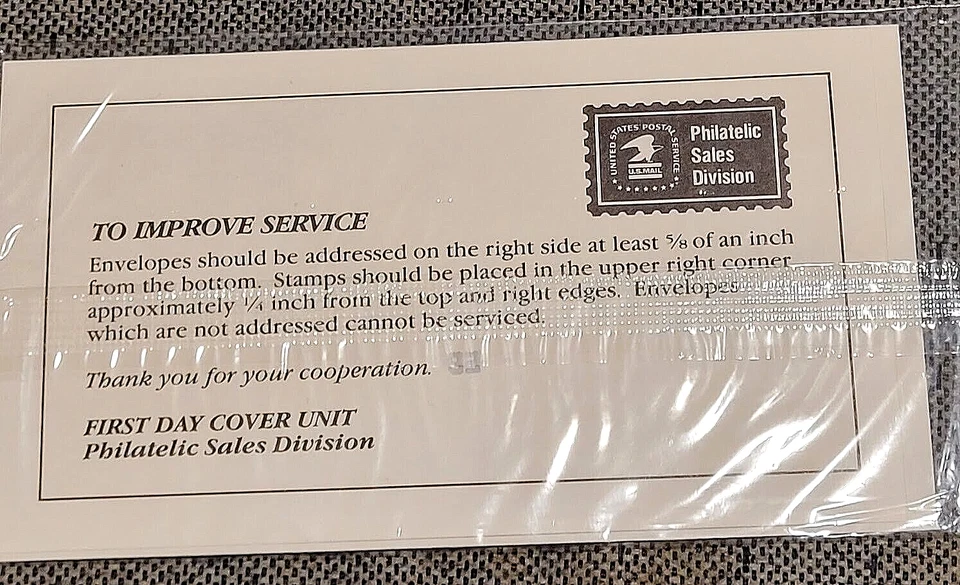 UNITED STATES POSTAL SERVICE
U.S.MAIL
Philatelic
Sales
Division
TO IMPROVE SERVICE
Envelopes should be addressed on the right side at least ⅝ of an inch
from the bottom. Stamps should be placed in the upper right corner
approximately ¼ inch from the top and right edges. Envelopes
which are not addressed cannot be serviced.
Thank you for your cooperation.
31
FIRST DAY COVER UNIT
Philatelic Sales Division